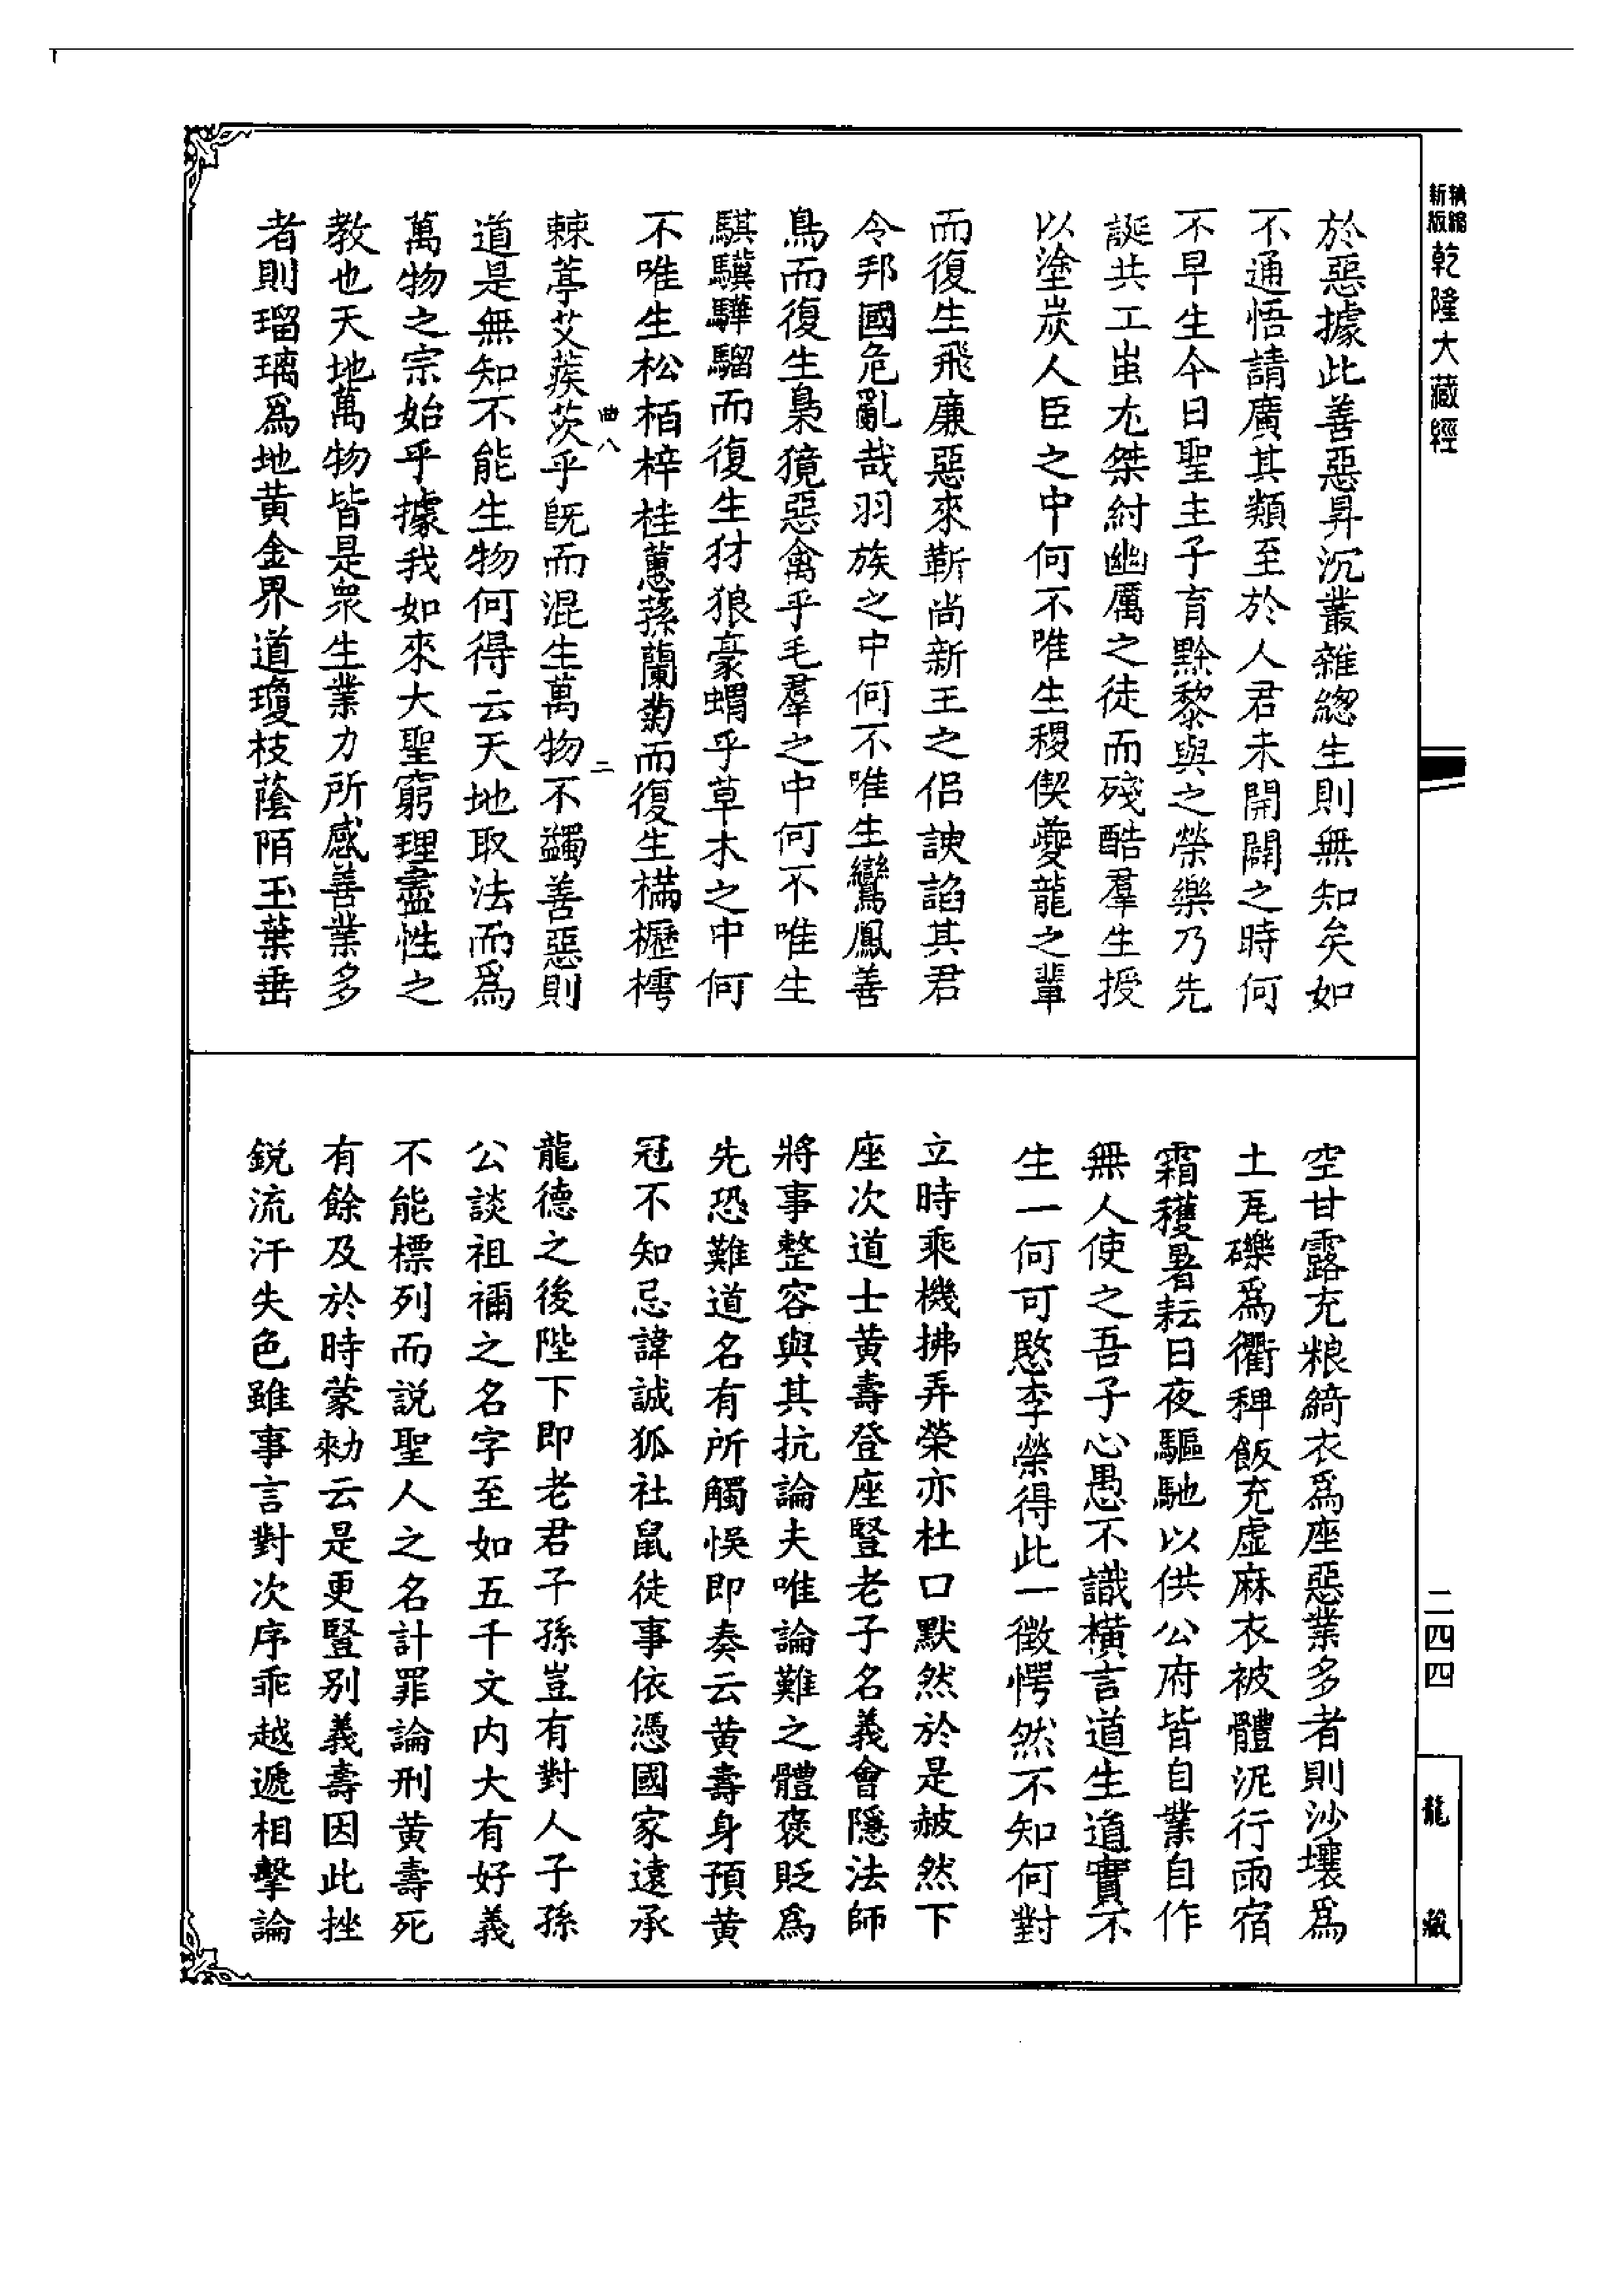 新縮乾隆大藏經
於惡據此善惡昇沉叢雜緫生則無知矣如
不通悟請廣其類至於人君未開闢之時何
不早生今日聖主子育黔黎與之榮樂乃先
誕共工蚩尤桀紂幽厲之徒而殘酷羣生授
以塗炭人臣之中何不唯生稷偰夔龍之輩
而復生飛廉惡來靳尚新王之侣諛諂其君
令邦國危亂哉羽族之中何不唯生鸞鳳善
鳥而復生梟獍惡禽乎毛羣之中何不唯生
騏驥驊騮而復生犲狼豪蝟乎草木之中何
不唯生松栢梓桂蕙蓀蘭菊而復生樠櫪樗
曲八 二
棘葶艾蒺茨乎旣而混生萬物不蠲善惡則
道是無知不能生物何得云天地取法而爲
萬物之宗始乎據我如來大聖窮理盡性之
教也天地萬物皆是衆生業力所感善業多
者則瑠璃爲地黄金界道瓊枝蔭陌玉葉垂
空甘露充粮綺衣爲座惡業多者則沙壤爲
土瓦礫爲衢稗飯充虚麻衣被體泥行雨宿
霜穫暑耘日夜驅馳以供公府皆自業自作
無人使之吾子心愚不識橫言道生道實不
生一何可愍李榮得此一徵愕然不知何對
立時乘機拂弄榮亦杜口默然於是赧然下
座次道士黄壽登座豎老子名義會隱法師
將事整容與其抗論夫唯論難之體褒貶爲
先恐難道名有所觸悞即奏云黄壽身預黄
冠不知忌諱誠狐社鼠徒事依憑國家遠承
龍德之後陛下即老君子孫豈有對人子孫
公談祖禰之名字至如五千文内大有好義
不能標列而説聖人之名計罪論刑黄壽死
有餘及於時蒙勑云是更豎别義壽因此挫
鋭流汗失色雖事言對次序乖越遞相擊論
二四四
龍藏